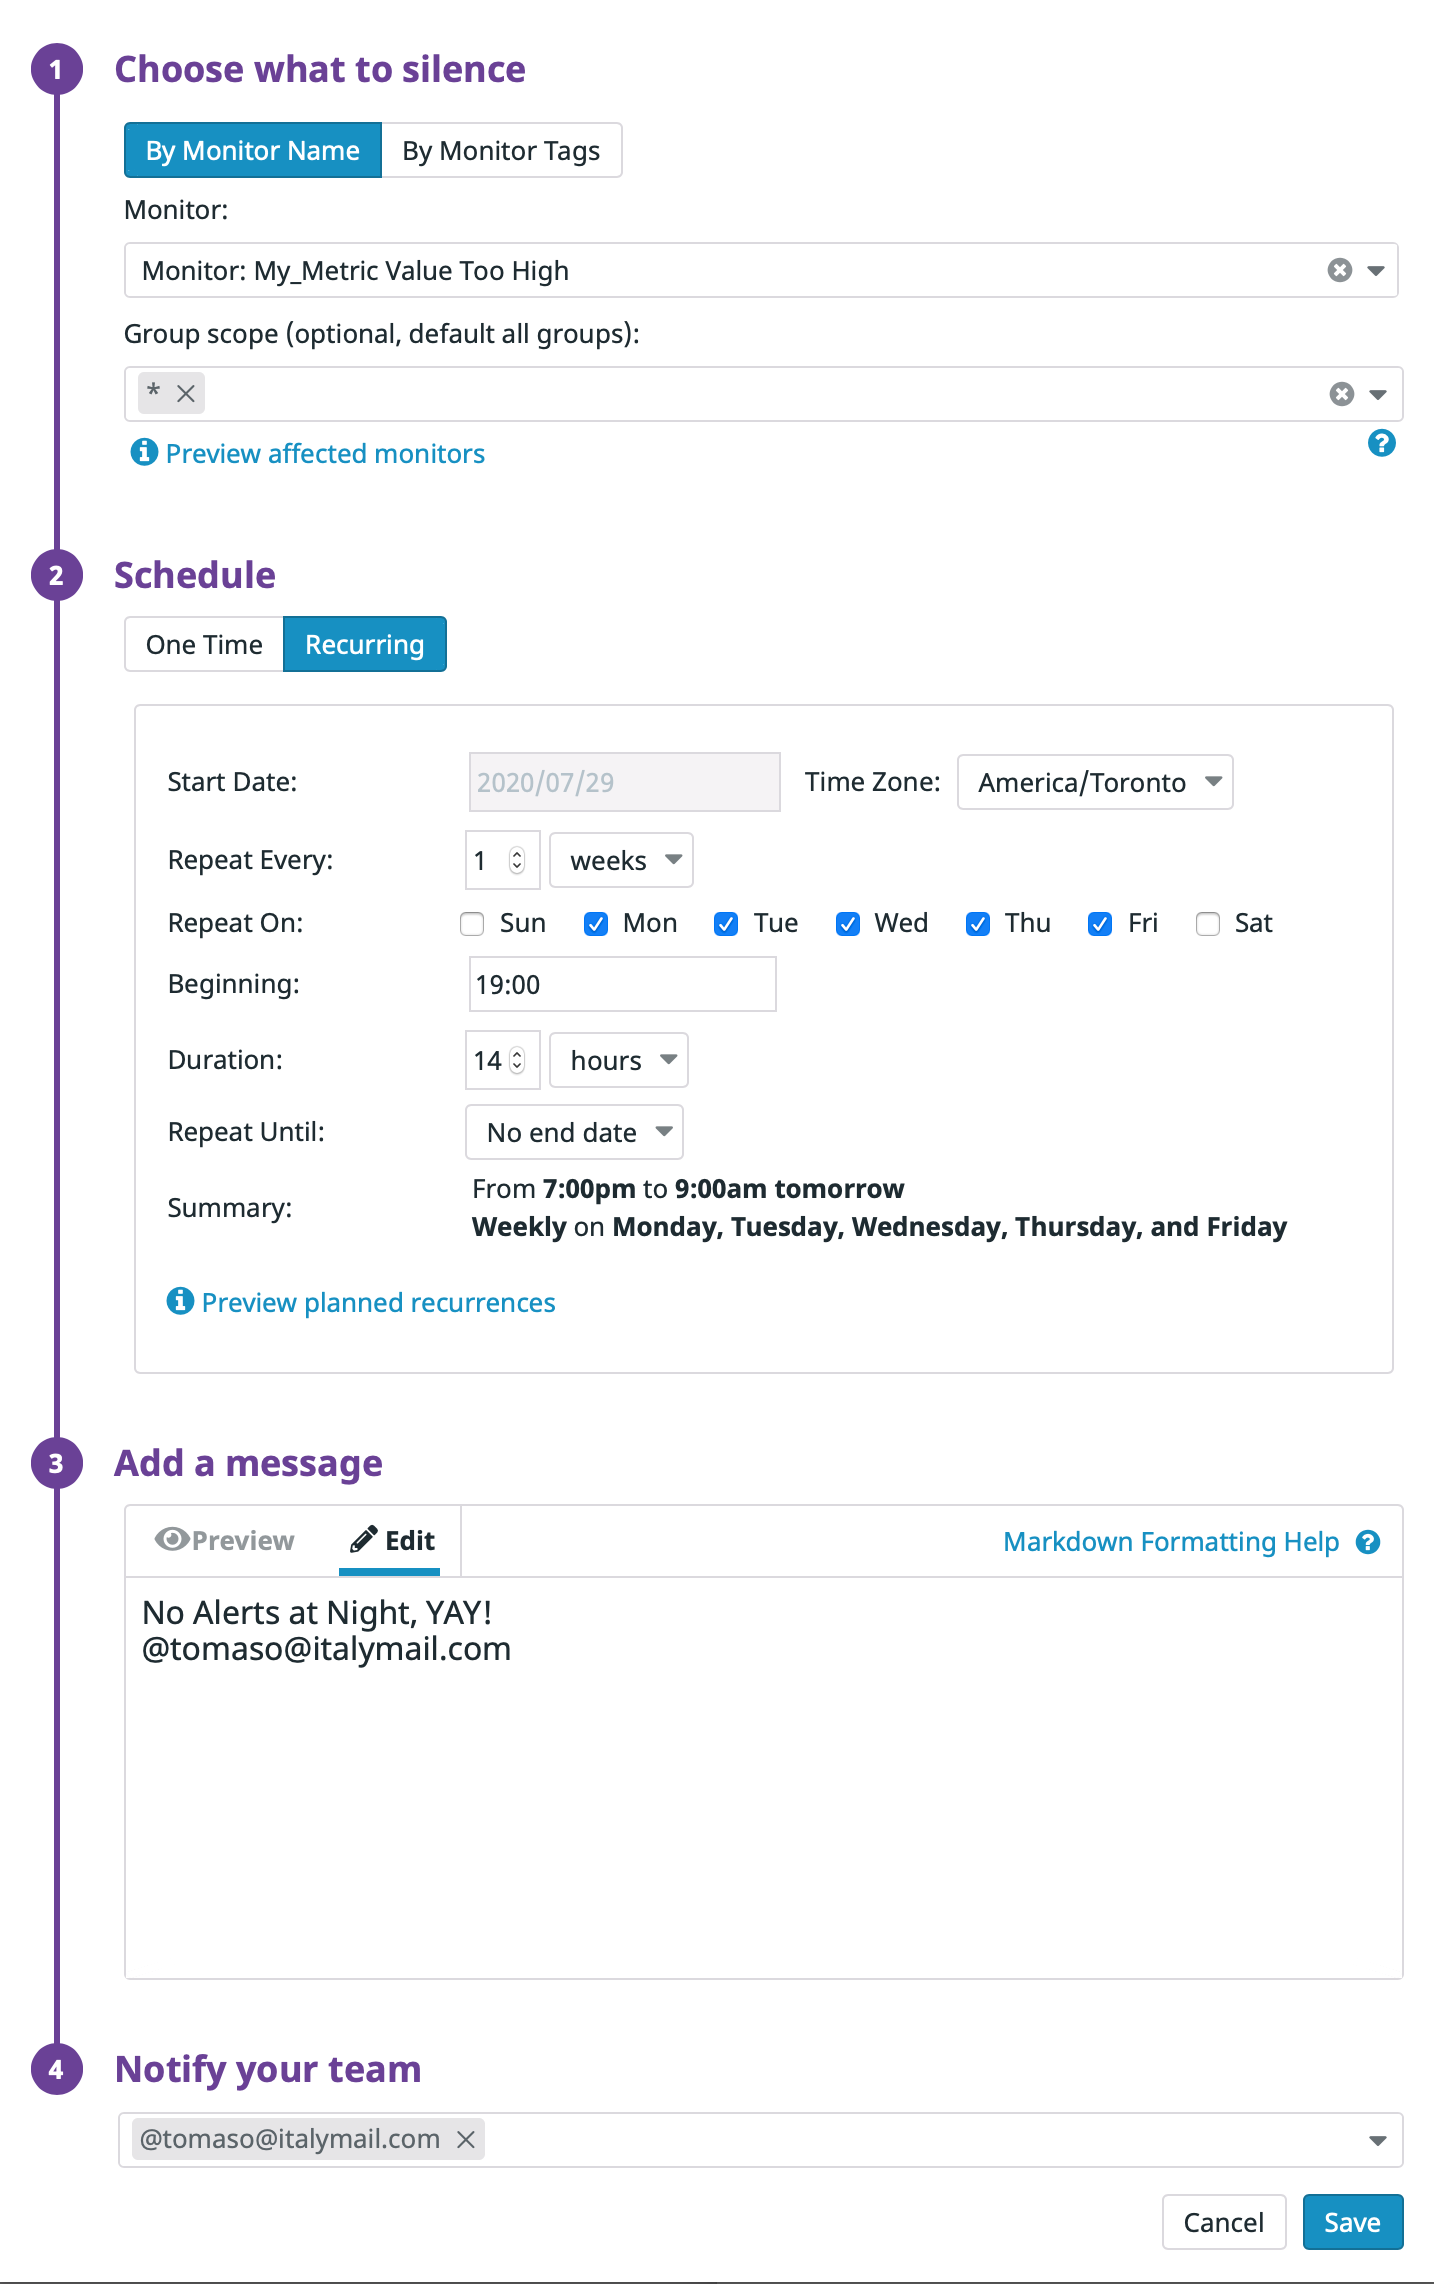 1 Choose what to silence
By Monitor Name By Monitor Tags
Monitor:
Monitor: My_Metric Value Too High
Group scope (optional, default all groups):
*
Preview affected monitors
2 Schedule
One Time Recurring
Start Date: 2020/07/29 Time Zone: America/Toronto
Repeat Every: 1 weeks
Repeat On: Sun Mon Tue Wed Thu Fri Sat
Beginning: 19:00
Duration: 14 hours
Repeat Until: No end date
Summary: From 7:00pm to 9:00am tomorrow
Weekly on Monday, Tuesday, Wednesday, Thursday, and Friday
Preview planned recurrences
3 Add a message
Preview Edit Markdown Formatting Help
No Alerts at Night, YAY!
@tomaso@italymail.com
4 Notify your team
@tomaso@italymail.com
Cancel Save